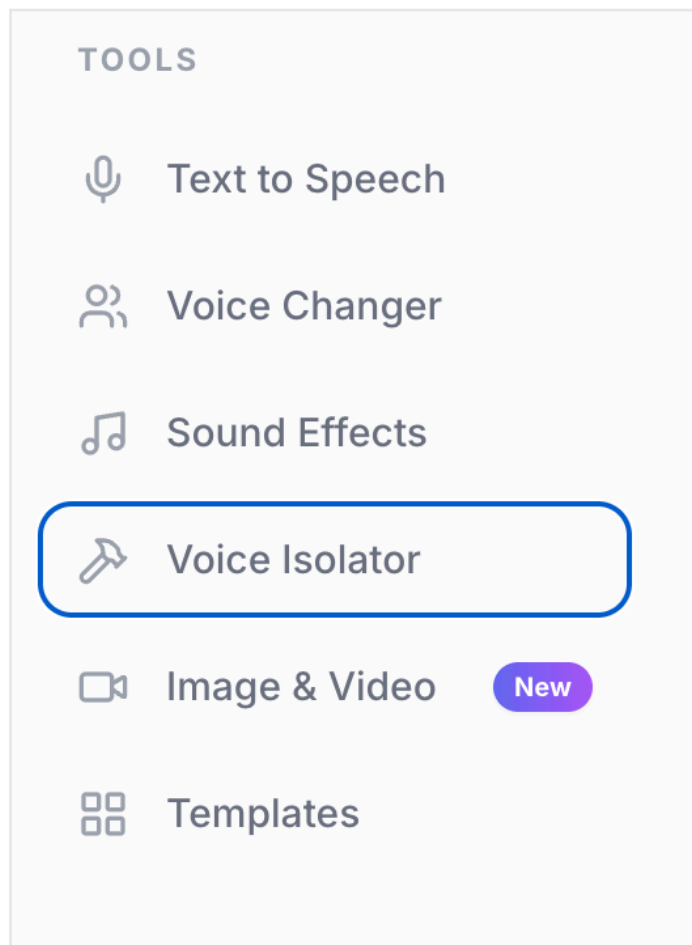 TOOLS
Text to Speech
Voice Changer
Sound Effects
Voice Isolator
Image & Video New
Templates